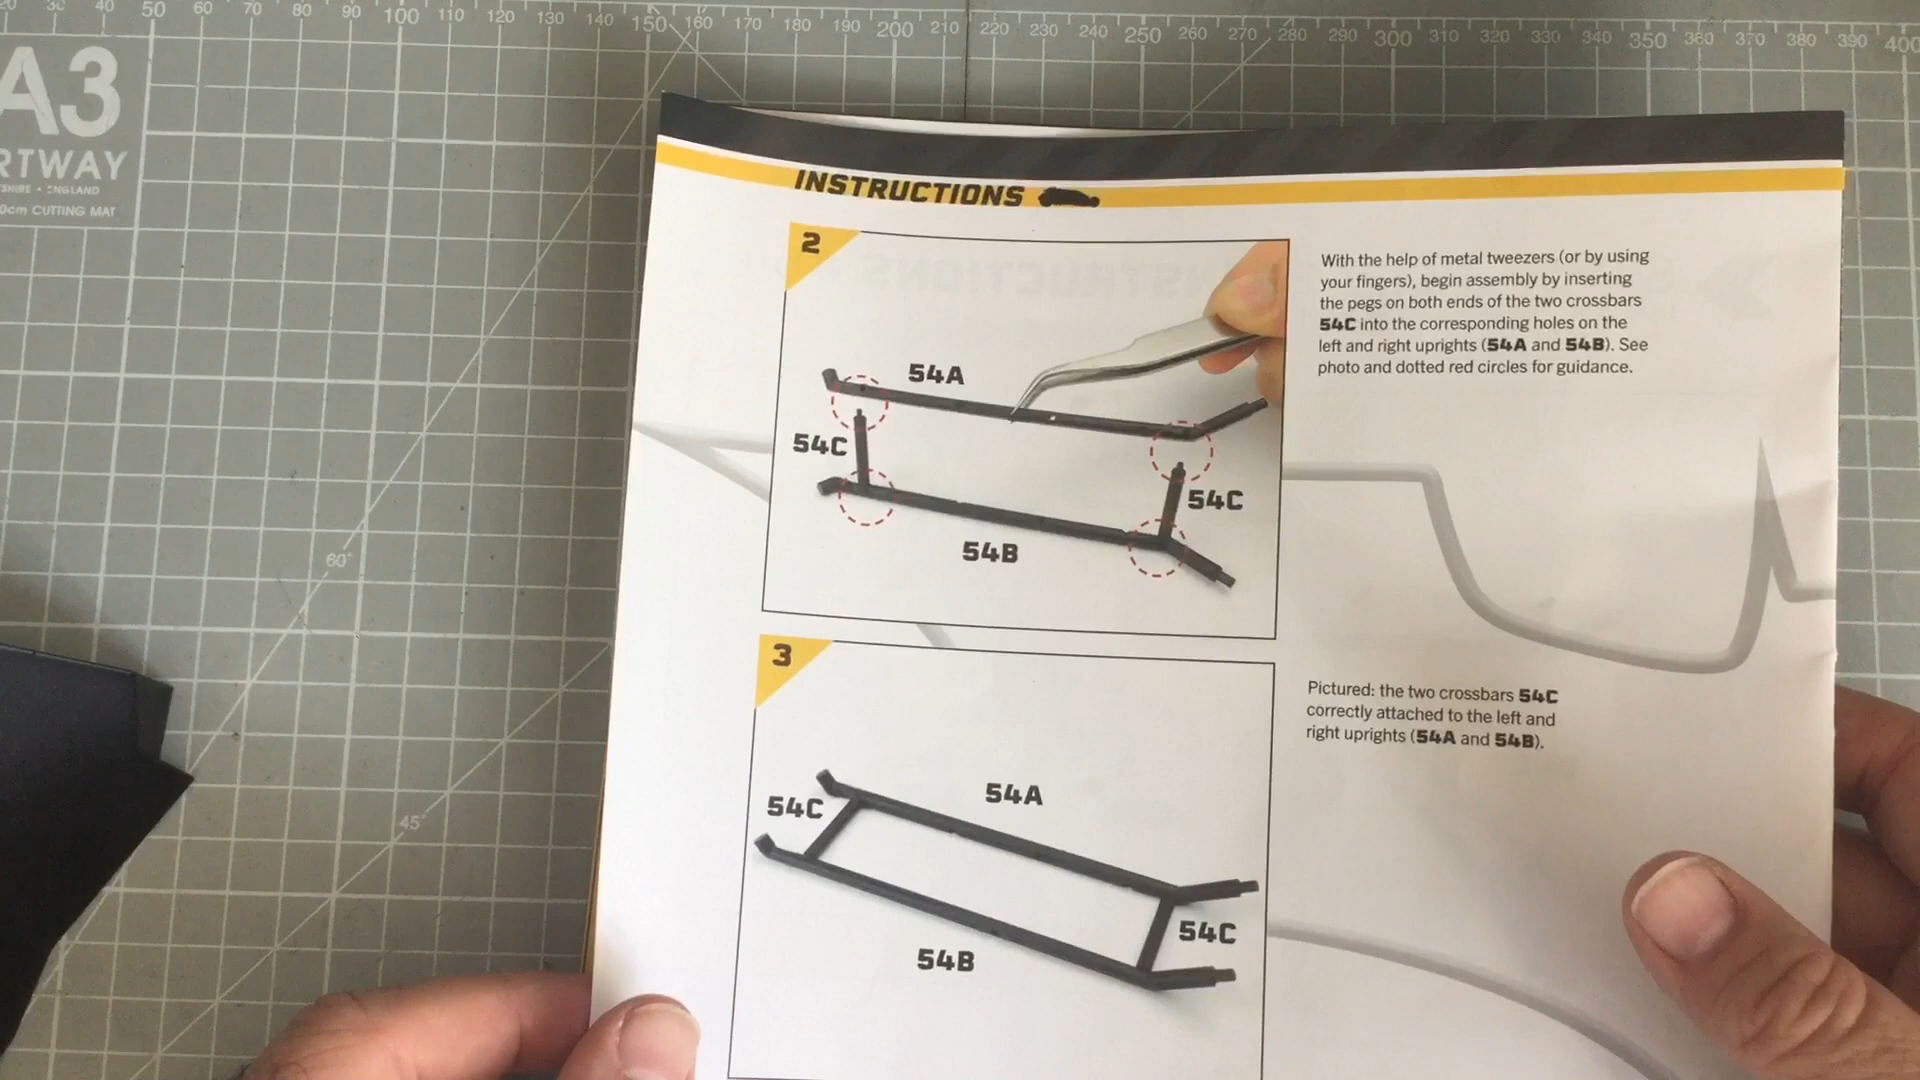 30 40 50 60 70 80 90 100 110 120 130 140 150 160 170 180 190 200 210 220 230 240 250 260 270 280 290 300 310 320 330 340 350 360 370 380 390 400
A3
RTWAY
SHIRE • ENGLAND
0cm CUTTING MAT
60°
45°
INSTRUCTIONS
2
54A
54C
54C
54B
With the help of metal tweezers (or by using
your fingers), begin assembly by inserting
the pegs on both ends of the two crossbars
54C into the corresponding holes on the
left and right uprights (54A and 54B). See
photo and dotted red circles for guidance.
3
54C
54A
54C
54B
Pictured: the two crossbars 54C
correctly attached to the left and
right uprights (54A and 54B).